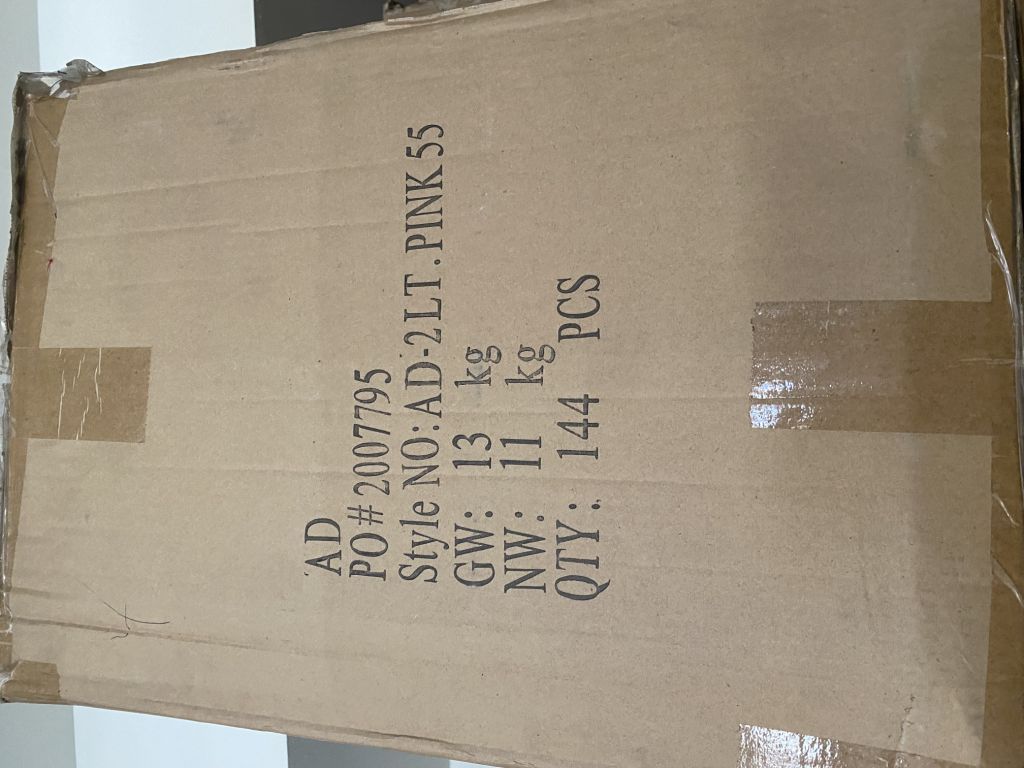 AD
PO # 2007795
Style NO: AD-2LT.PINK 55
GW: 13 kg
NW: 11 kg
QTY: 144 PCS